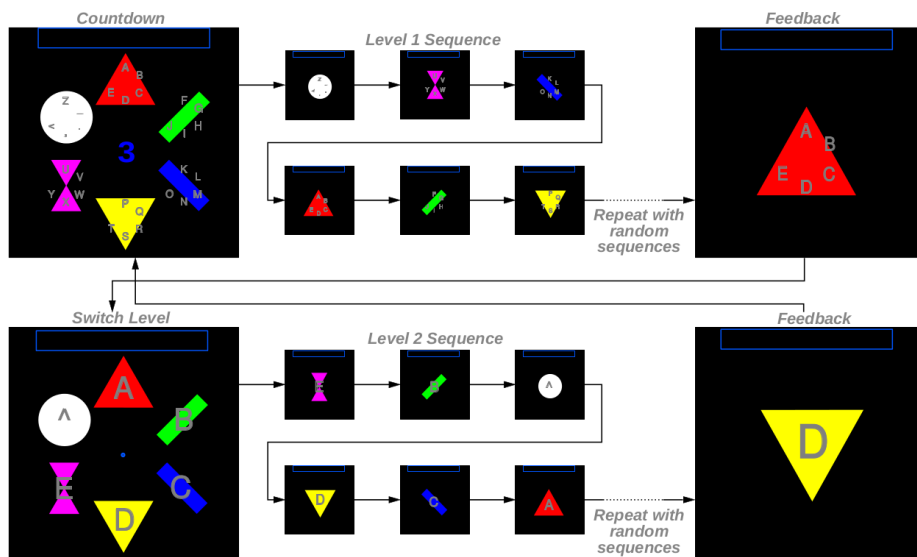 Countdown
Level 1 Sequence
Feedback
A
B
C
D
E
F
G
H
I
Z
3
K
L
M
N
O
V
W
X
Y
P
Q
R
S
T
A
B
C
D
E
Repeat with
random
sequences
Switch Level
Level 2 Sequence
Feedback
A
B
C
D
E
^
E
B
^
D
C
A
D
Repeat with
random
sequences